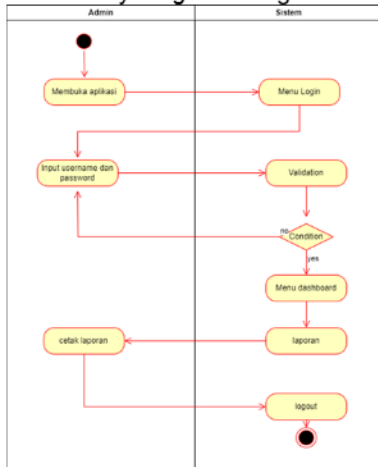 Admin
Sistem
Membuka aplikasi
Menu Login
Input username dan
password
Validation
no
Condition
yes
Menu dashboard
cetak laporan
laporan
logout